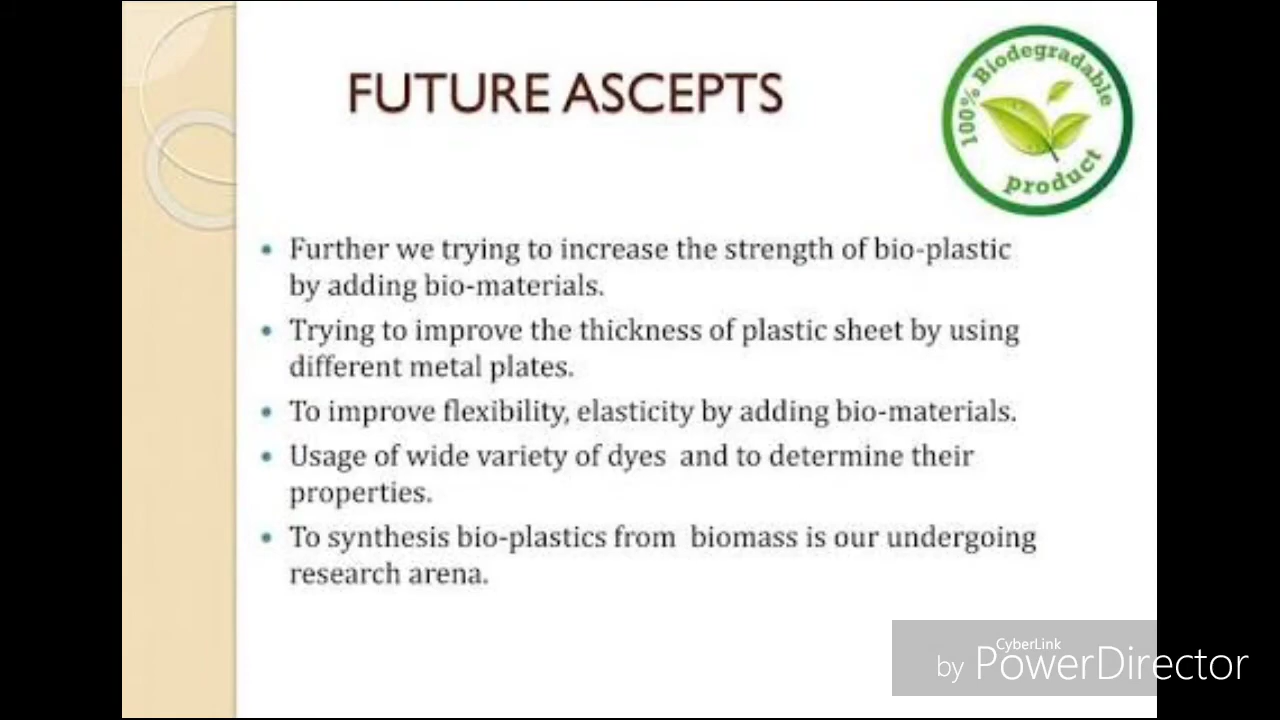 FUTURE ASCEPTS
100% Biodegradable
product
• Further we trying to increase the strength of bio-plastic
by adding bio-materials.
• Trying to improve the thickness of plastic sheet by using
different metal plates.
• To improve flexibility, elasticity by adding bio-materials.
• Usage of wide variety of dyes and to determine their
properties.
• To synthesis bio-plastics from biomass is our undergoing
research arena.
CyberLink
by PowerDirector